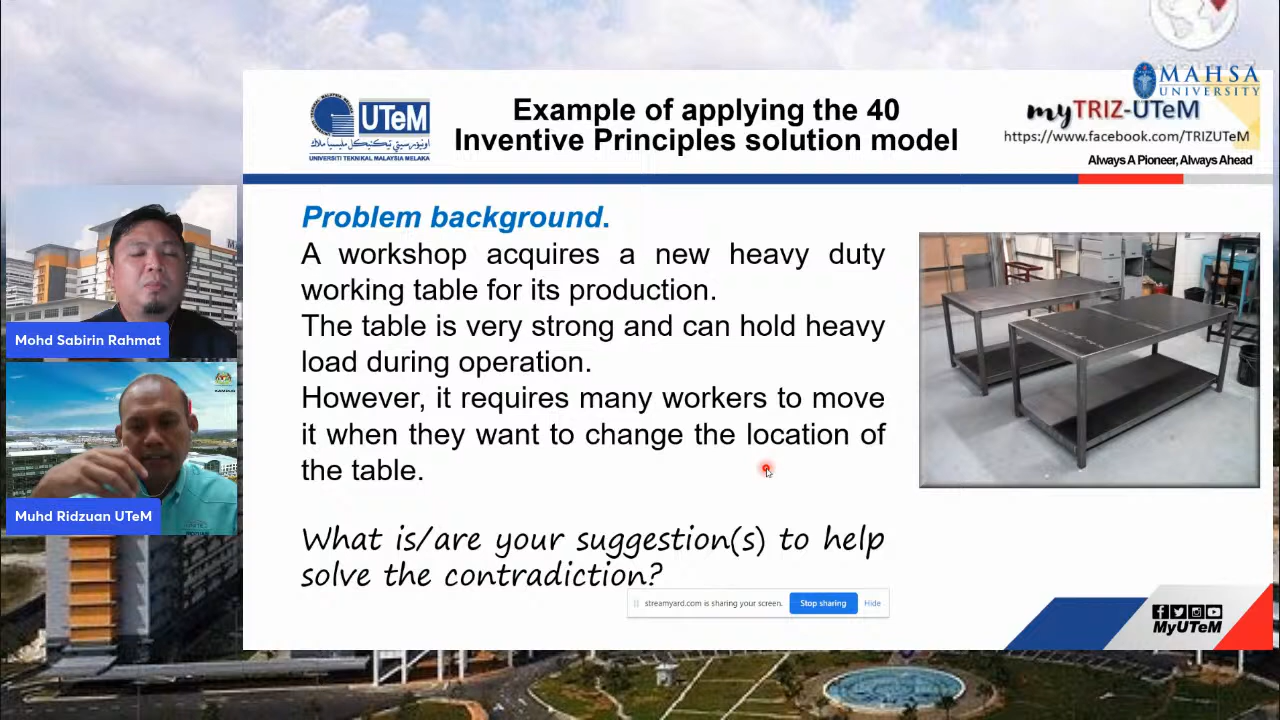 MAHSA
UNIVERSITY
UTeM
اونيۏرسيتي تيكنيكل مليسيا ملاك
UNIVERSITI TEKNIKAL MALAYSIA MELAKA
Example of applying the 40
Inventive Principles solution model
myTRIZ-UTeM
https://www.facebook.com/TRIZUTeM
Always A Pioneer, Always Ahead
Problem background.
A workshop acquires a new heavy duty
working table for its production.
The table is very strong and can hold heavy
load during operation.
However, it requires many workers to move
it when they want to change the location of
the table.
What is/are your suggestion(s) to help
solve the contradiction?
Mohd Sabirin Rahmat
Muhd Ridzuan UTeM
streamyard.com is sharing your screen.
Stop sharing
Hide
MyUTeM